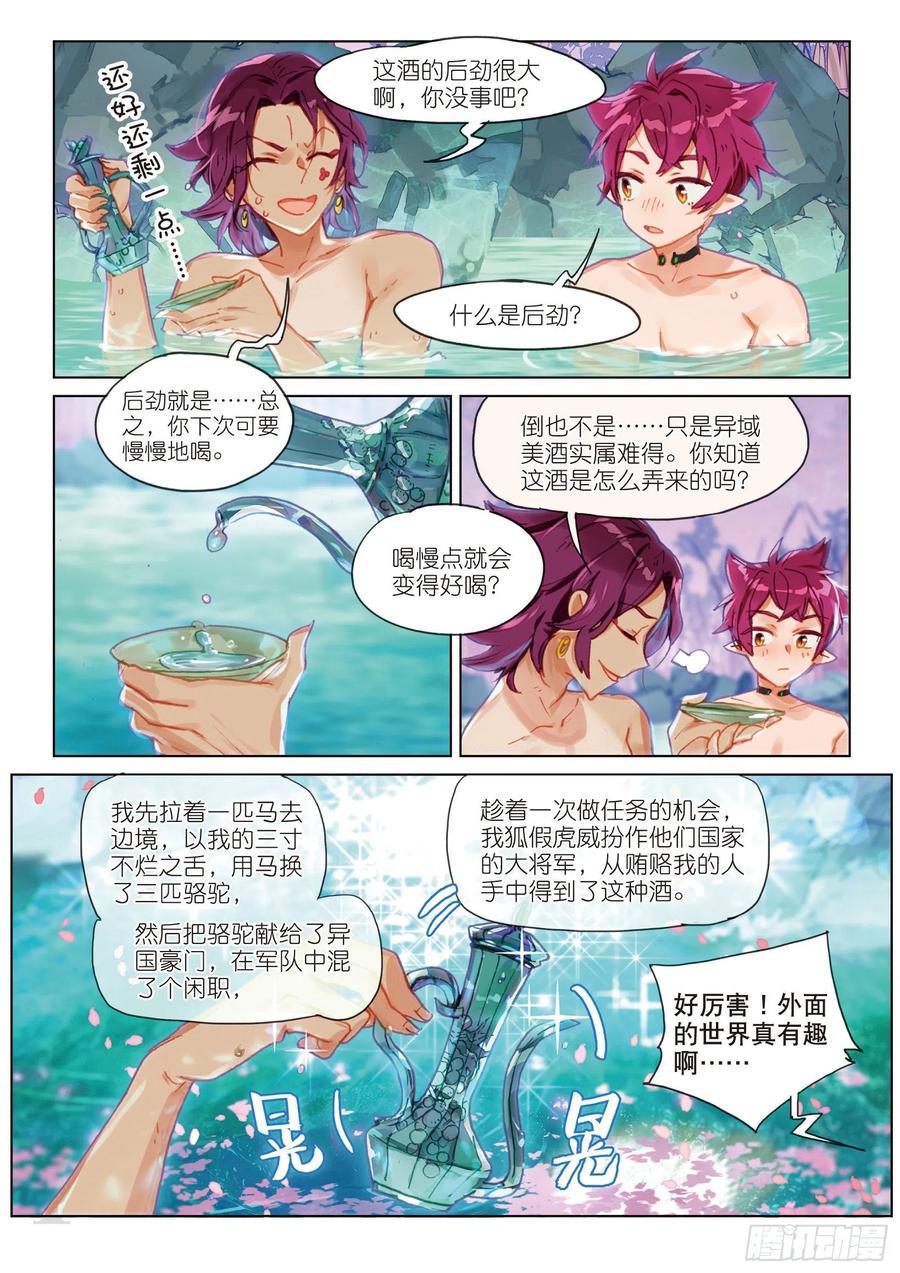 还好还剩一点……
这酒的后劲很大
啊，你没事吧？
什么是后劲？
后劲就是……总
之，你下次可要
慢慢地喝。
喝慢点就会
变得好喝？
倒也不是……只是异域
美酒实属难得。你知道
这酒是怎么弄来的吗？
我先拉着一匹马去
边境，以我的三寸
不烂之舌，用马换
了三匹骆驼，
然后把骆驼献给了异
国豪门，在军队中混
了个闲职，
趁着一次做任务的机会，
我狐假虎威扮作他们国家
的大将军，从贿赂我的人
手中得到了这种酒。
好厉害！外面
的世界真有趣
啊……
晃
晃
腾讯动漫